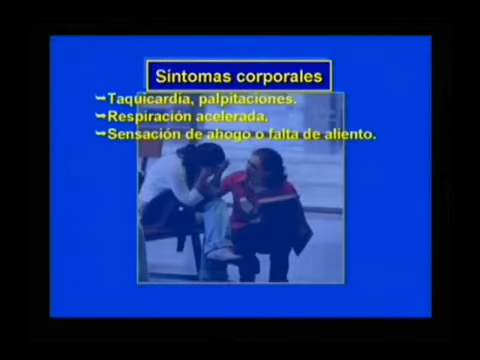 Síntomas corporales
Taquicardia, palpitaciones.
Respiración acelerada.
Sensación de ahogo o falta de aliento.